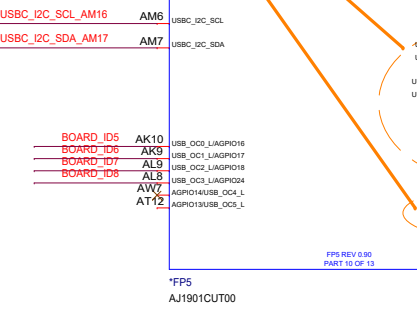 USBC_I2C_SCL_AM16 AM6 USBC_I2C_SCL
USBC_I2C_SDA_AM17 AM7 USBC_I2C_SDA
BOARD_ID5 AK10 USB_OC0_L/AGPIO16
BOARD_ID6 AK9 USB_OC1_L/AGPIO17
BOARD_ID7 AL9 USB_OC2_L/AGPIO18
BOARD_ID8 AL8 USB_OC3_L/AGPIO24
AW7 AGPIO14/USB_OC4_L
AT12 AGPIO13/USB_OC5_L
FP5 REV 0.90
PART 10 OF 13
*FP5
AJ1901CUT00